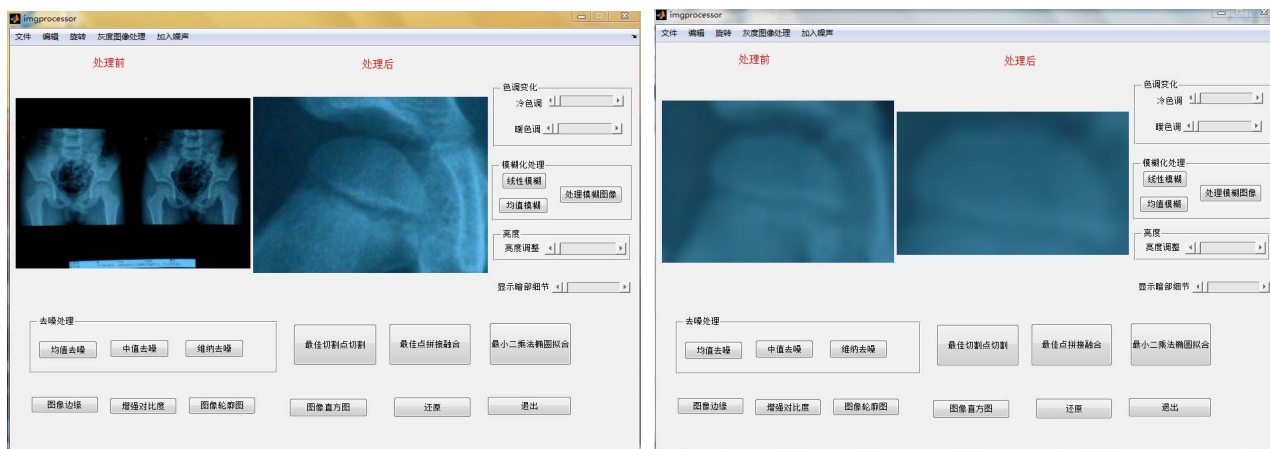 imgprocessor
文件 编辑 旋转 灰度图像处理 加入噪声
处理前 处理后
色调变化
冷色调
暖色调
模糊化处理
线性模糊
均值模糊
处理模糊图像
亮度
亮度调整
显示暗部细节
去噪处理
均值去噪 中值去噪 维纳去噪
最佳切割点切割 最佳点拼接融合 最小二乘法椭圆拟合
图像边缘 增强对比度 图像轮廓图 图像直方图 还原 退出
imgprocessor
文件 编辑 旋转 灰度图像处理 加入噪声
处理前 处理后
色调变化
冷色调
暖色调
模糊化处理
线性模糊
均值模糊
处理模糊图像
亮度
亮度调整
显示暗部细节
去噪处理
均值去噪 中值去噪 维纳去噪
最佳切割点切割 最佳点拼接融合 最小二乘法椭圆拟合
图像边缘 增强对比度 图像轮廓图 图像直方图 还原 退出